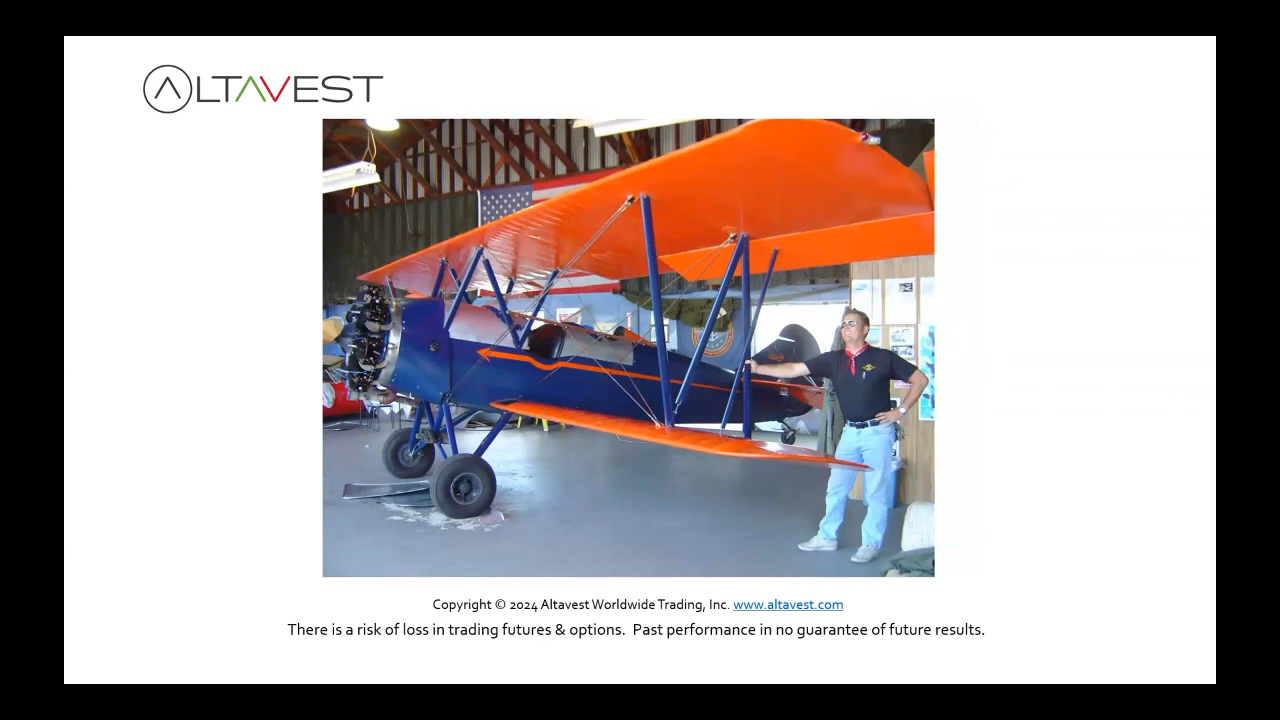 ALTAVEST
Copyright © 2024 Altavest Worldwide Trading, Inc. www.altavest.com
There is a risk of loss in trading futures & options.  Past performance in no guarantee of future results.